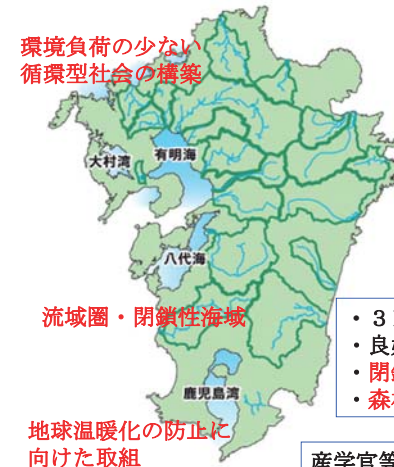 環境負荷の少ない
循環型社会の構築
大村湾
有明海
八代海
流域圏・閉鎖性海域
・３
・良
・閉
・森
鹿児島湾
地球温暖化の防止に
向けた取組
産学官等